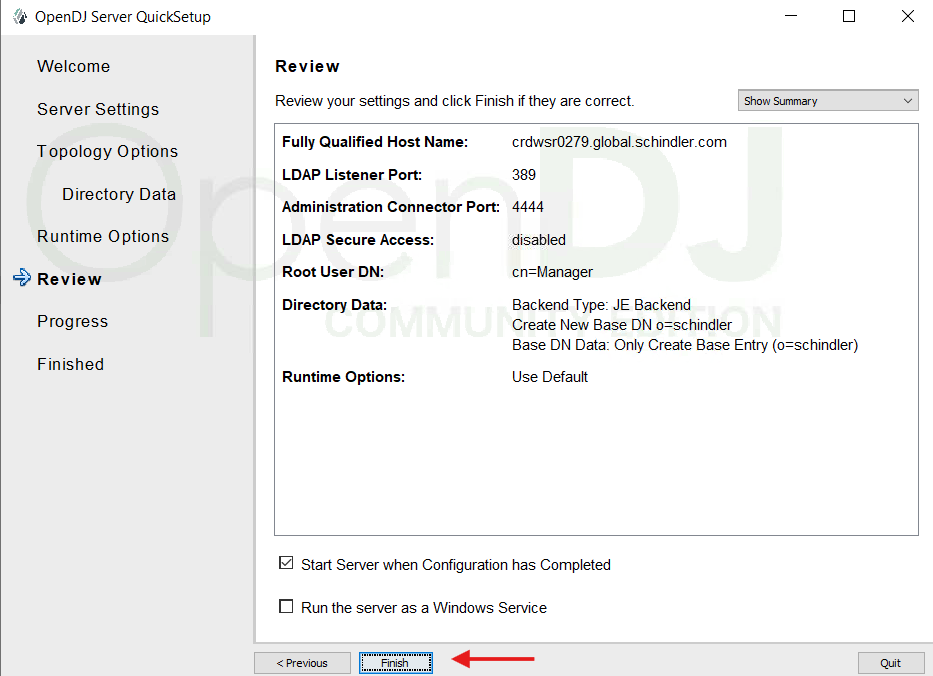 OpenDJ Server QuickSetup
Welcome
Server Settings
Topology Options
Directory Data
Runtime Options
Review
Progress
Finished
Review
Review your settings and click Finish if they are correct.
Show Summary
OpenDJ
COMMUNITY EDITION
Fully Qualified Host Name: crdwsr0279.global.schindler.com
LDAP Listener Port: 389
Administration Connector Port: 4444
LDAP Secure Access: disabled
Root User DN: cn=Manager
Directory Data: Backend Type: JE Backend
Create New Base DN o=schindler
Base DN Data: Only Create Base Entry (o=schindler)
Runtime Options: Use Default
Start Server when Configuration has Completed
Run the server as a Windows Service
< Previous
Finish
Quit